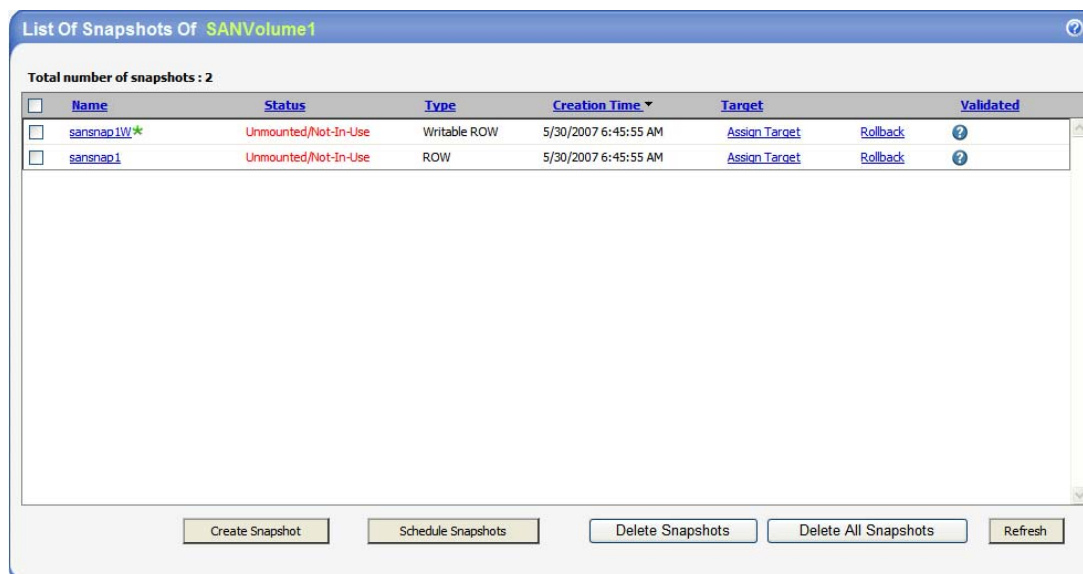 List Of Snapshots Of SANVolume1
Total number of snapshots : 2
Name Status Type Creation Time Target Validated
sansnap1W* Unmounted/Not-In-Use Writable ROW 5/30/2007 6:45:55 AM Assign Target Rollback
sansnap1 Unmounted/Not-In-Use ROW 5/30/2007 6:45:55 AM Assign Target Rollback
Create Snapshot Schedule Snapshots Delete Snapshots Delete All Snapshots Refresh